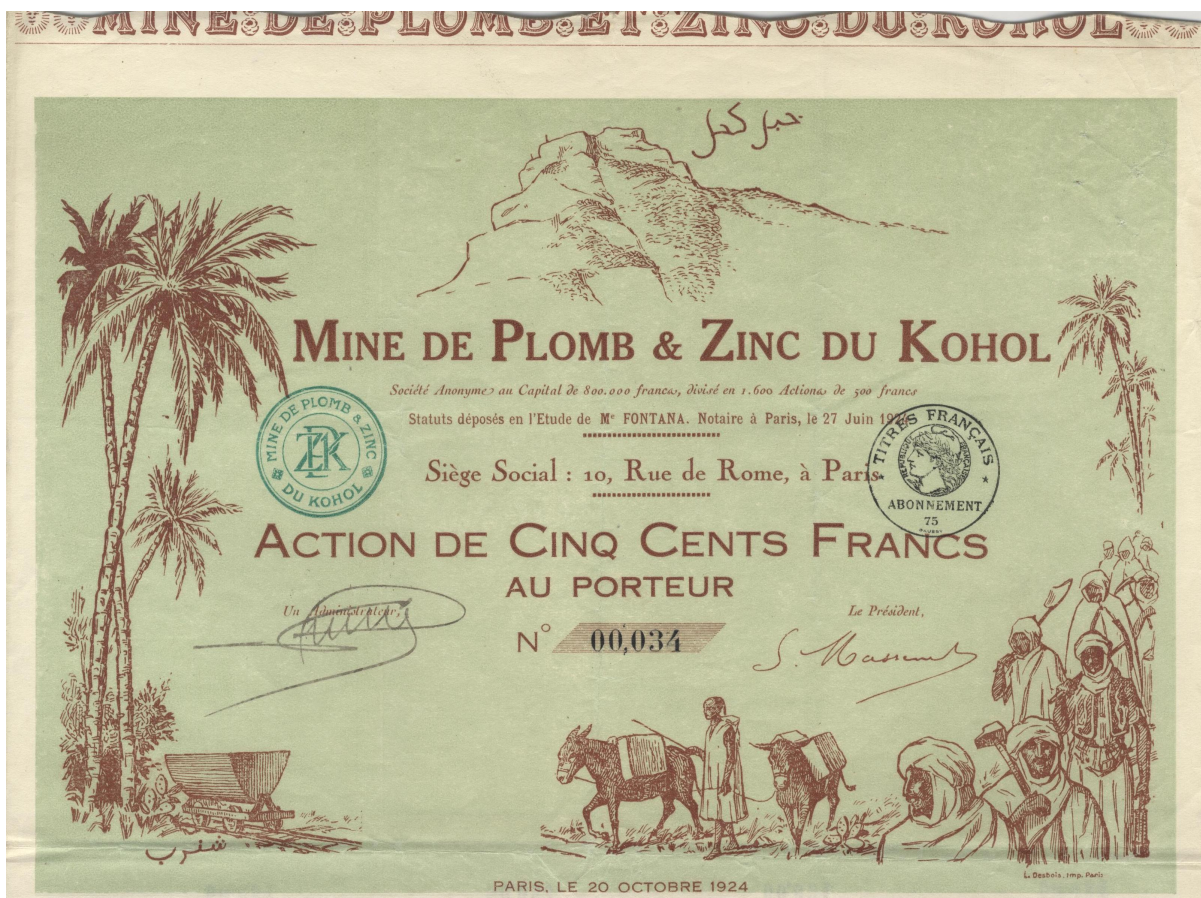 MINE DE PLOMB ET ZINC DU KOHOL
جبل كحل
MINE DE PLOMB & ZINC DU KOHOL
Société Anonyme au Capital de 800.000 francs, divisé en 1.600 Actions de 500 francs
Statuts déposés en l'Etude de Me FONTANA. Notaire à Paris, le 27 Juin
Siège Social : 10, Rue de Rome, à Paris
MINE DE PLOMB & ZINC DU KOHOL
TITRES FRANÇAIS
RÉPUBLIQUE FRANÇAISE
ABONNEMENT
75
ACTION DE CINQ CENTS FRANCS
AU PORTEUR
Un Administrateur,
Le Président,
No 00,034
L. Desbois, Imp. Paris
PARIS, LE 20 OCTOBRE 1924